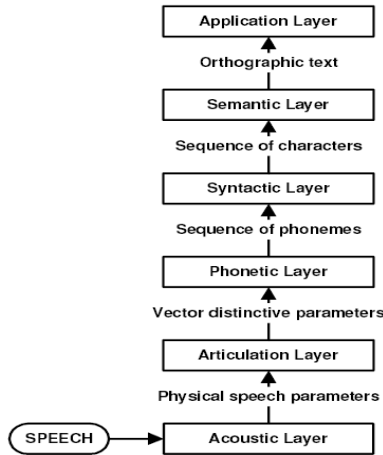 Application Layer
Orthographic text
Semantic Layer
Sequence of characters
Syntactic Layer
Sequence of phonemes
Phonetic Layer
Vector distinctive parameters
Articulation Layer
Physical speech parameters
SPEECH
Acoustic Layer